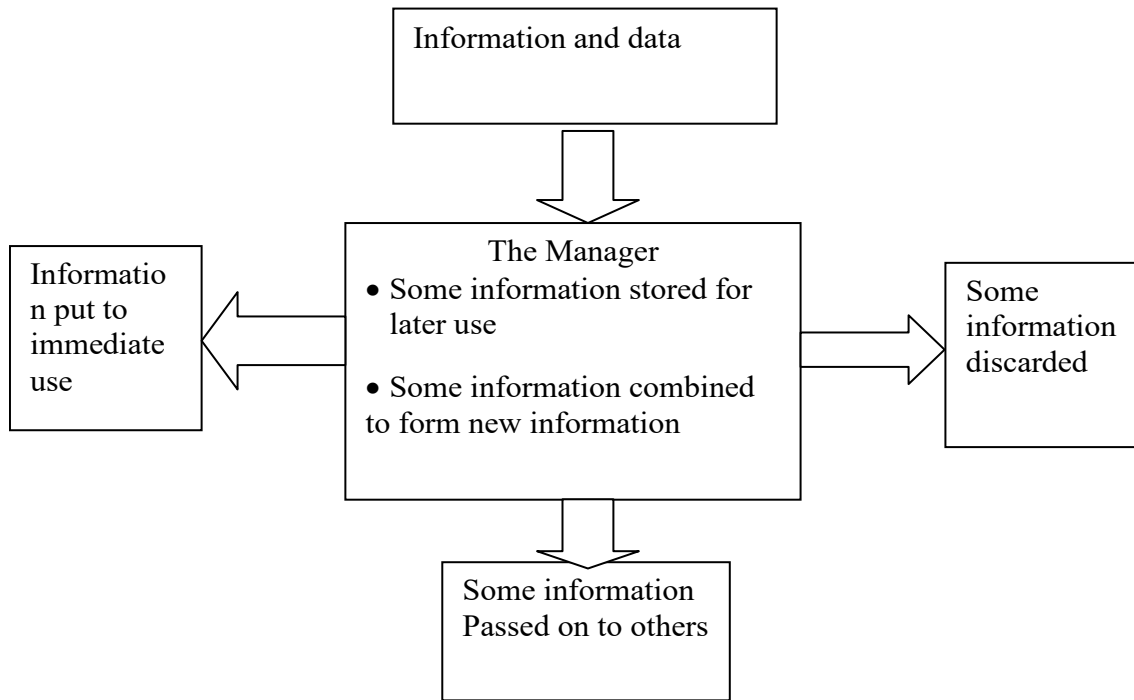 Information and data
The Manager
• Some information stored for
later use
• Some information combined
to form new information
Informatio
n put to
immediate
use
Some
information
discarded
Some information
Passed on to others